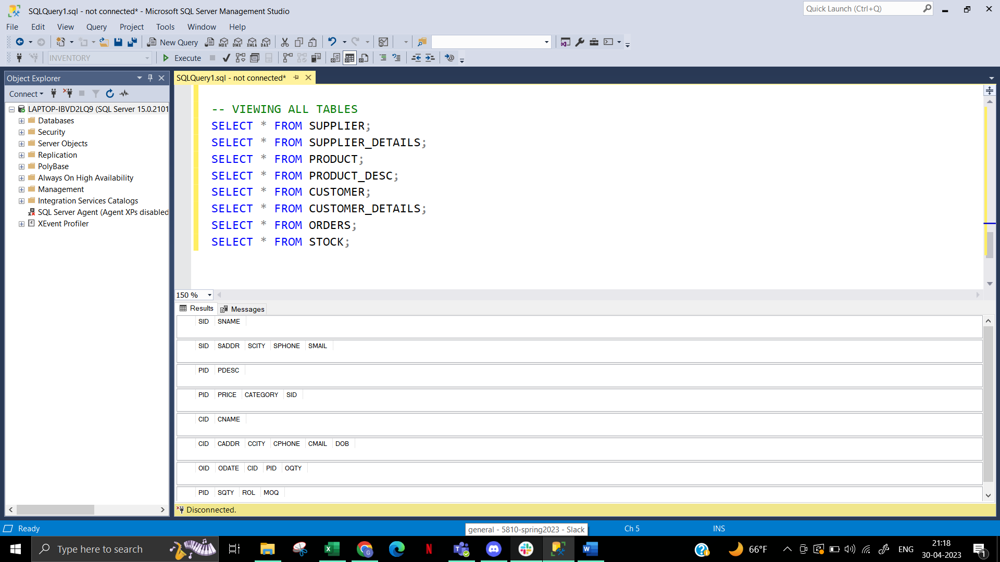 SQLQuery1.sql - not connected* - Microsoft SQL Server Management Studio
Quick Launch (Ctrl+Q)
File Edit View Query Project Tools Window Help
New Query MDX DMX XMLA DAX
INVENTORY Execute
Object Explorer
Connect
LAPTOP-IBVD2LQ9 (SQL Server 15.0.2101
Databases
Security
Server Objects
Replication
PolyBase
Always On High Availability
Management
Integration Services Catalogs
SQL Server Agent (Agent XPs disabled
XEvent Profiler
SQLQuery1.sql - not connected*
-- VIEWING ALL TABLES
SELECT * FROM SUPPLIER;
SELECT * FROM SUPPLIER_DETAILS;
SELECT * FROM PRODUCT;
SELECT * FROM PRODUCT_DESC;
SELECT * FROM CUSTOMER;
SELECT * FROM CUSTOMER_DETAILS;
SELECT * FROM ORDERS;
SELECT * FROM STOCK;
150 %
Results Messages
SID SNAME
SID SADDR SCITY SPHONE SMAIL
PID PDESC
PID PRICE CATEGORY SID
CID CNAME
CID CADDR CCITY CPHONE CMAIL DOB
OID ODATE CID PID OQTY
PID SQTY ROL MOQ
Disconnected.
Ready
general - 5810-spring2023 - Slack
Ch 5
INS
Type here to search
66°F
ENG
21:18
30-04-2023
1